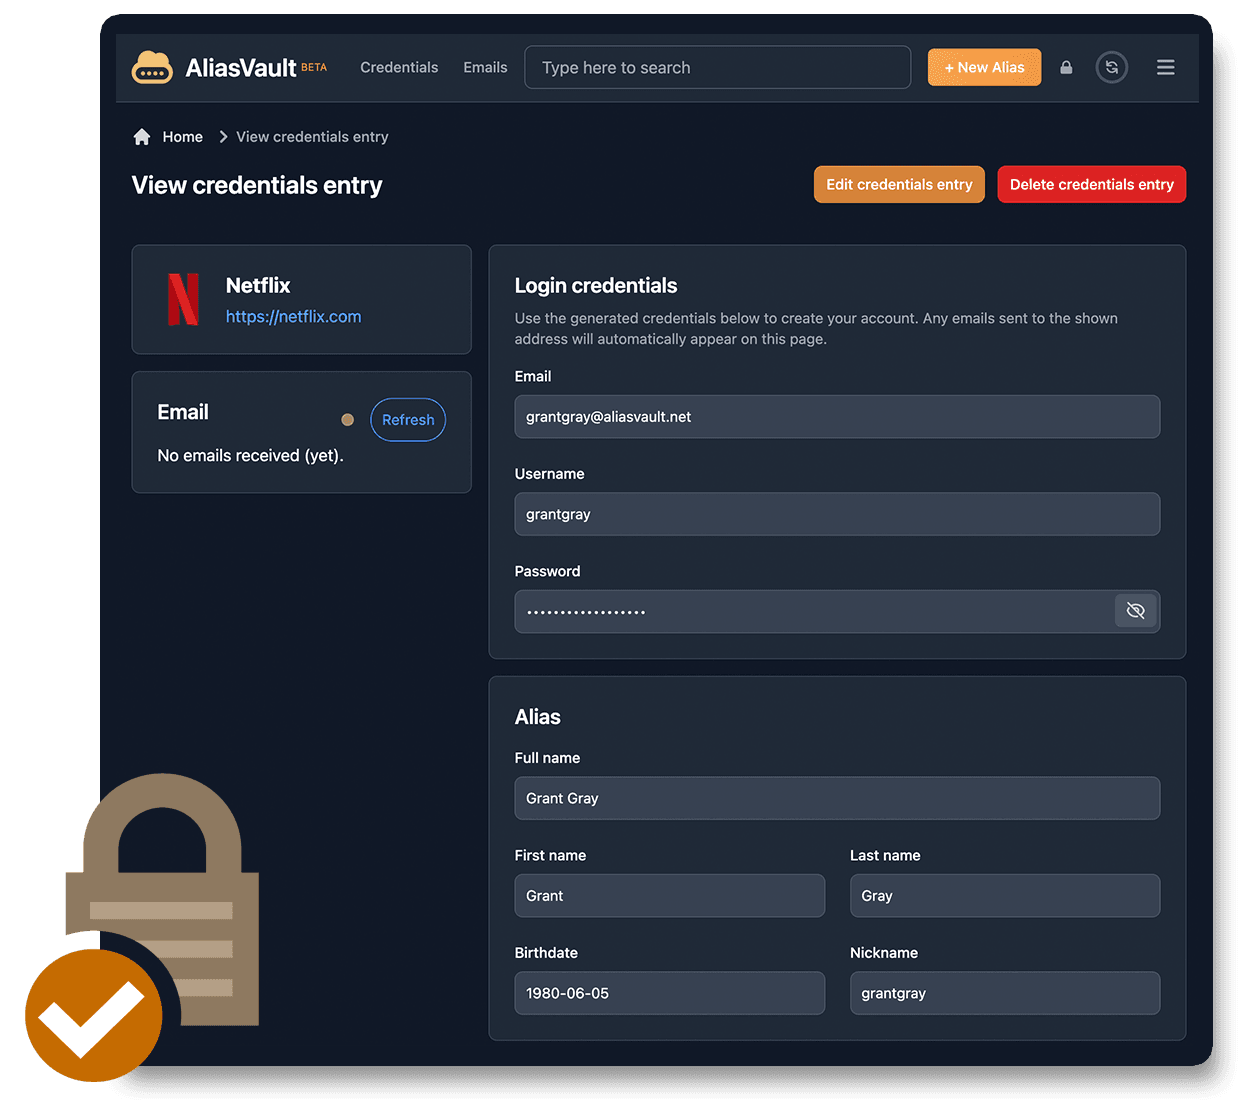 AliasVault BETA
Credentials
Emails
Type here to search
+ New Alias
Home
View credentials entry
View credentials entry
Edit credentials entry
Delete credentials entry
Netflix
https://netflix.com
Email
Refresh
No emails received (yet).
Login credentials
Use the generated credentials below to create your account. Any emails sent to the shown
address will automatically appear on this page.
Email
grantgray@aliasvault.net
Username
grantgray
Password
••••••••••••••••••
Alias
Full name
Grant Gray
First name
Last name
Grant
Gray
Birthdate
Nickname
1980-06-05
grantgray